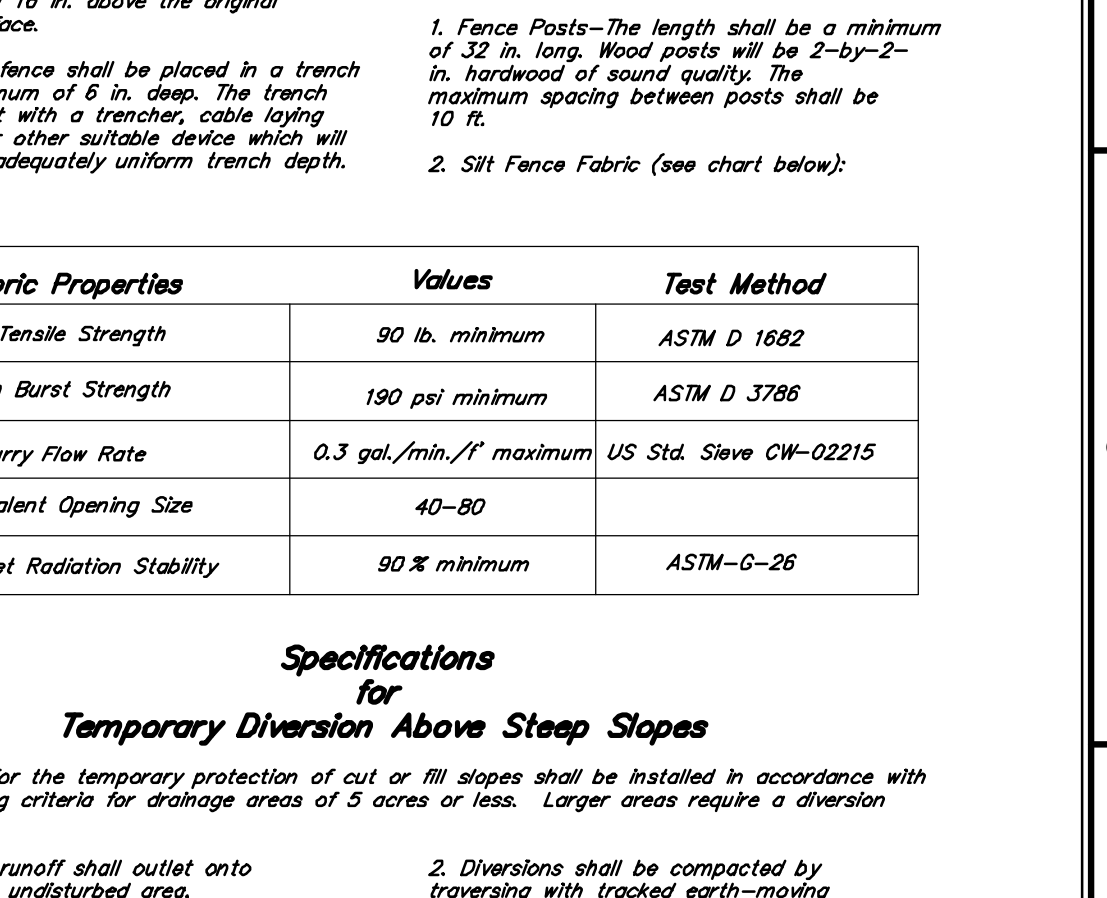 above the original
1. Fence Posts-The length shall be a minimum
of 32 in. long. Wood posts will be 2-by-2-
in. hardwood of sound quality. The
maximum spacing between posts shall be
10 ft.
2. Silt Fence Fabric (see chart below):
fence shall be placed in a trench
of 6 in. deep. The trench
with a trencher, cable laying
other suitable device which will
adequately uniform trench depth.
Properties Values Test Method
Tensile Strength 90 lb. minimum ASTM D 1682
Burst Strength 190 psi minimum ASTM D 3786
Flow Rate 0.3 gal./min./f' maximum US Std. Sieve CW-02215
Opening Size 40-80
Radiation Stability 90 % minimum ASTM-G-26
Specifications
for
Temporary Diversion Above Steep Slopes
for the temporary protection of cut or fill slopes shall be installed in accordance with
criteria for drainage areas of 5 acres or less. Larger areas require a diversion
runoff shall outlet onto
undisturbed area.
2. Diversions shall be compacted by
traversing with tracked earth-moving